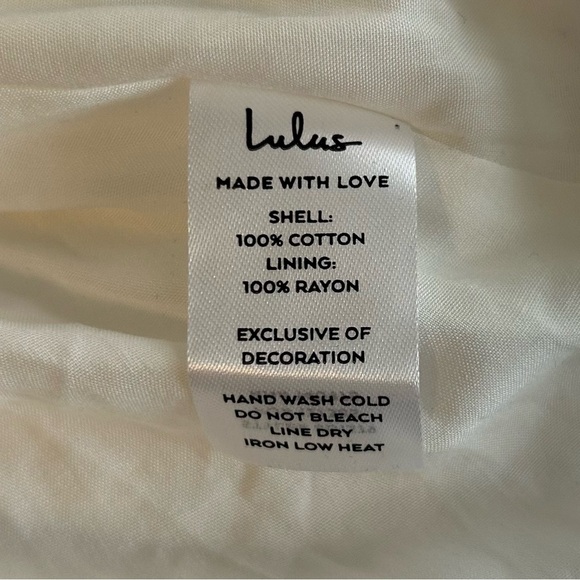 Lulus
MADE WITH LOVE
SHELL:
100% COTTON
LINING:
100% RAYON
EXCLUSIVE OF
DECORATION
HAND WASH COLD
DO NOT BLEACH
LINE DRY
IRON LOW HEAT